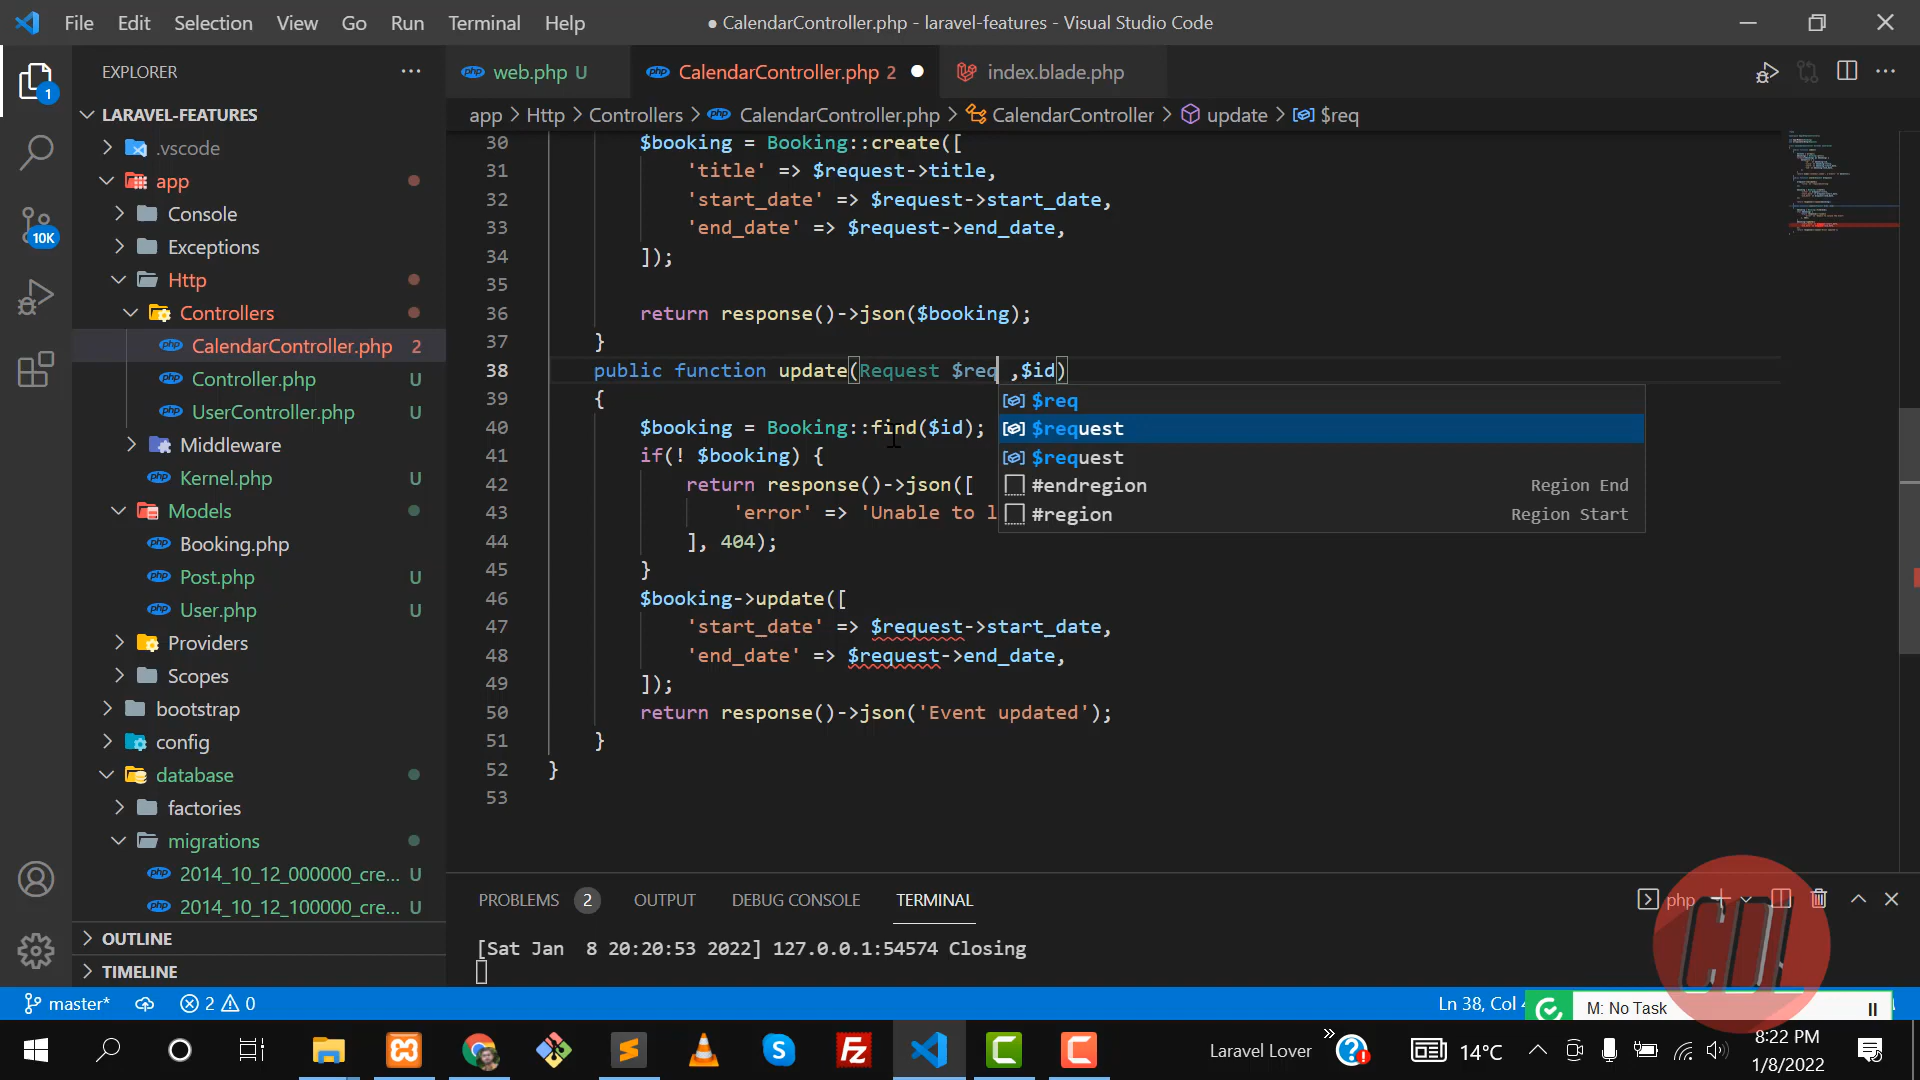 File Edit Selection View Go Run Terminal Help
● CalendarController.php - laravel-features - Visual Studio Code
EXPLORER
web.php U
CalendarController.php 2
index.blade.php
app > Http > Controllers > CalendarController.php > CalendarController > update > $req
1
10K
LARAVEL-FEATURES
.vscode
app
Console
Exceptions
Http
Controllers
CalendarController.php 2
Controller.php U
UserController.php U
Middleware
Kernel.php U
Models
Booking.php
Post.php U
User.php U
Providers
Scopes
bootstrap
config
database
factories
migrations
2014_10_12_000000_cre... U
2014_10_12_100000_cre... U
OUTLINE
TIMELINE
30 $booking = Booking::create([
31 'title' => $request->title,
32 'start_date' => $request->start_date,
33 'end_date' => $request->end_date,
34 ]);
35
36 return response()->json($booking);
37 }
38 public function update(Request $req ,$id)
39 {
40 $booking = Booking::find($id);
41 if(! $booking) {
42 return response()->json([
43 'error' => 'Unable to l
44 ], 404);
45 }
46 $booking->update([
47 'start_date' => $request->start_date,
48 'end_date' => $request->end_date,
49 ]);
50 return response()->json('Event updated');
51 }
52 }
53
$req
$request
$request
#endregion Region End
#region Region Start
PROBLEMS 2 OUTPUT DEBUG CONSOLE TERMINAL
php
[Sat Jan 8 20:20:53 2022] 127.0.0.1:54574 Closing
master* 2 0
Ln 38, Col
M: No Task
Laravel Lover
14°C
8:22 PM
1/8/2022